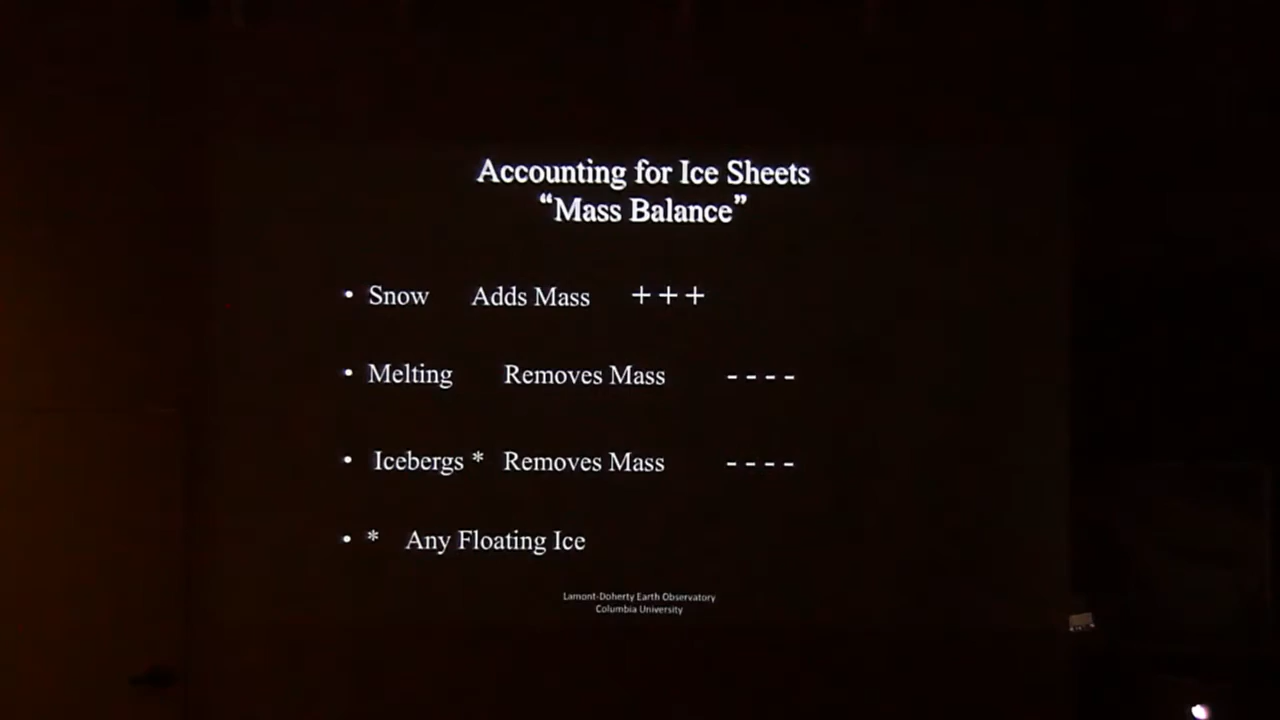 Accounting for Ice Sheets
“Mass Balance”
• Snow Adds Mass +++
• Melting Removes Mass ----
• Icebergs * Removes Mass ----
• * Any Floating Ice
Lamont-Doherty Earth Observatory
Columbia University